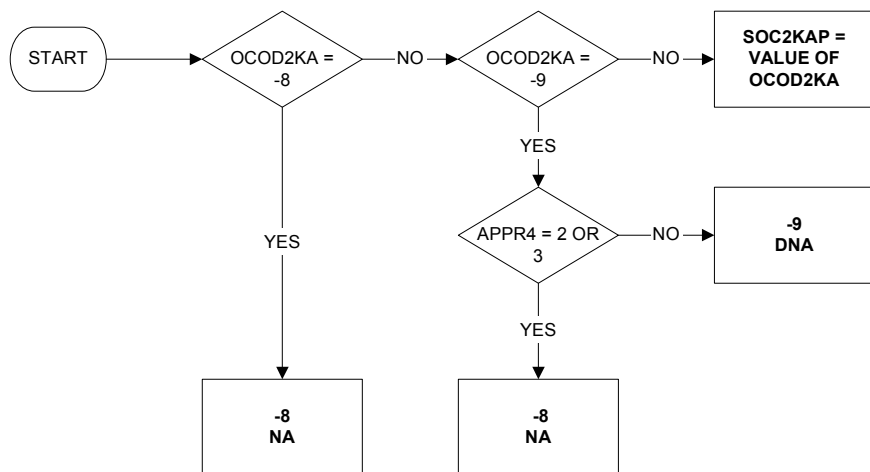 START
OCOD2KA =
-8
NO
OCOD2KA =
-9
NO
SOC2KAP =
VALUE OF
OCOD2KA
YES
YES
APPR4 = 2 OR
3
NO
-9
DNA
YES
-8
NA
-8
NA